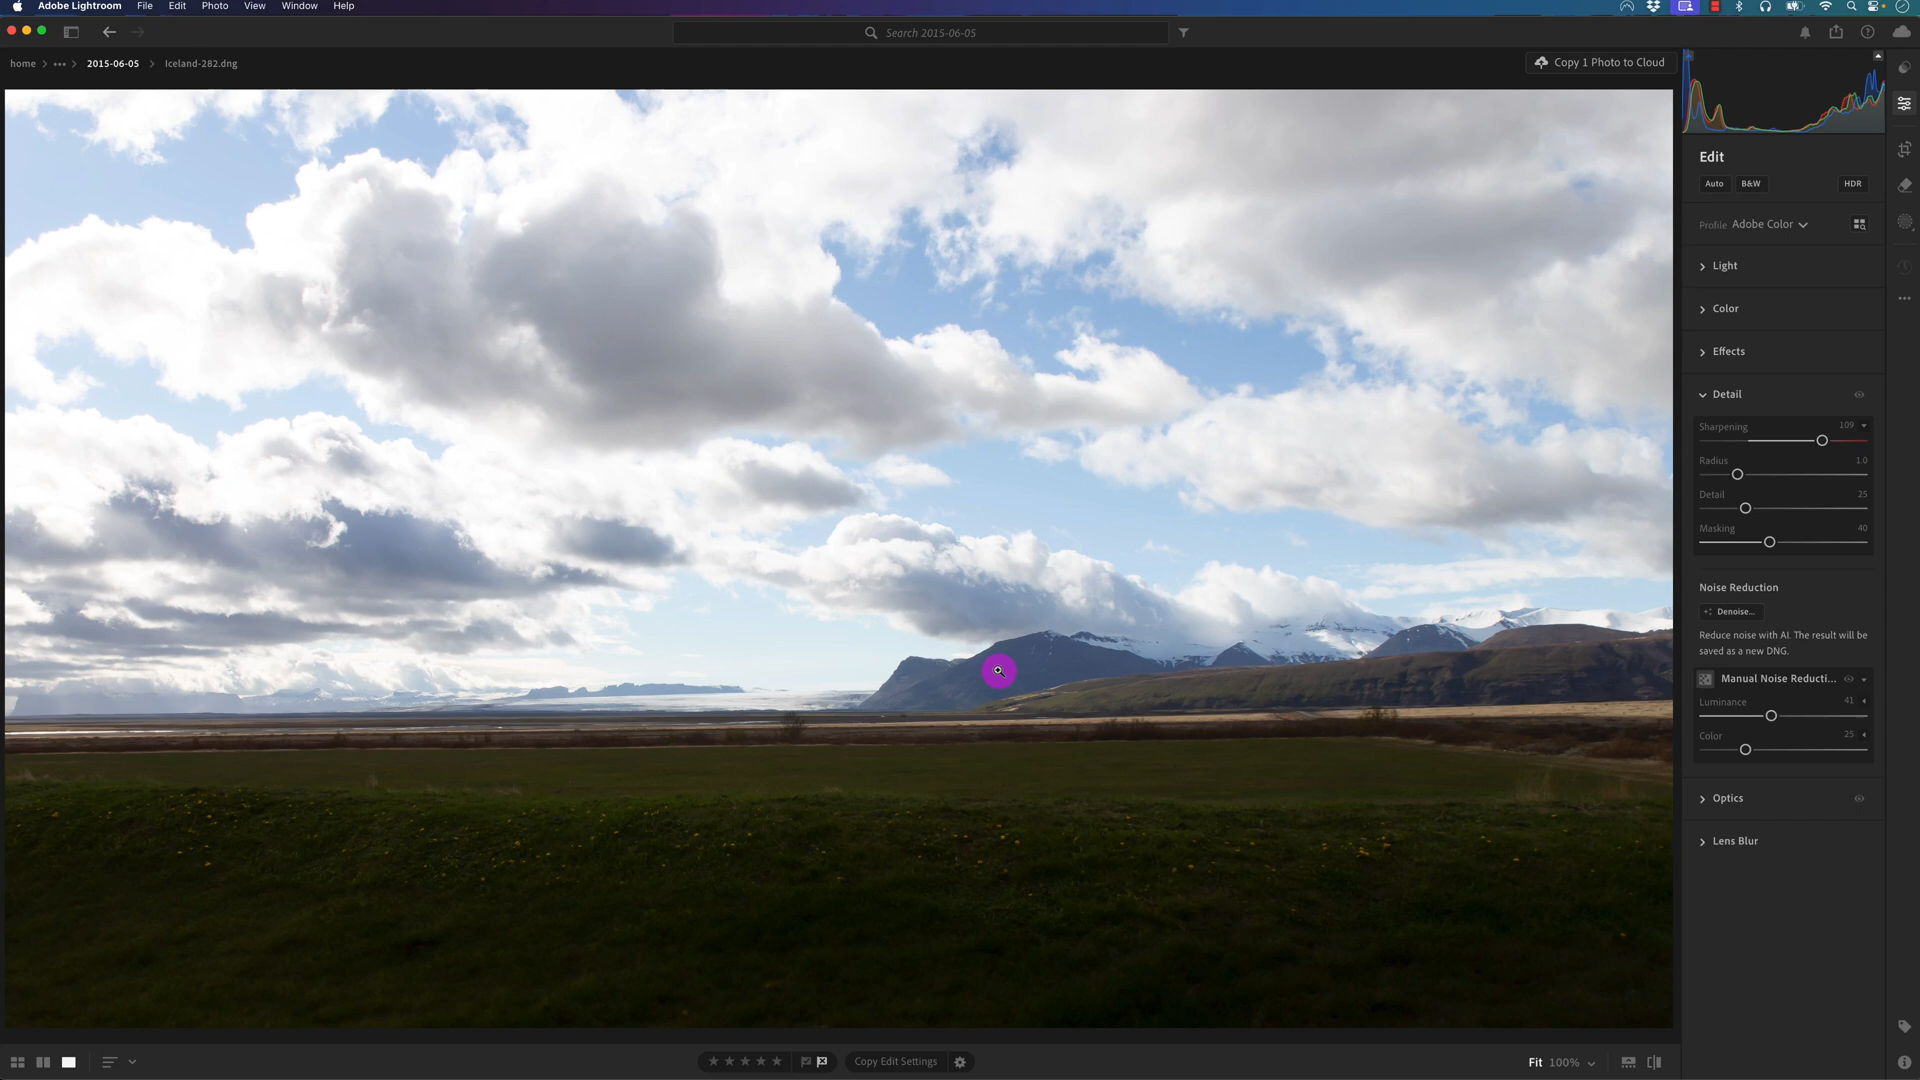 Adobe Lightroom File Edit Photo View Window Help
Search 2015-06-05
home 2015-06-05 Iceland-282.dng
Copy 1 Photo to Cloud
Edit
Auto B&W HDR
Profile Adobe Color
Light
Color
Effects
Detail
Sharpening 109
Radius 1.0
Detail 25
Masking 40
Noise Reduction
Denoise...
Reduce noise with AI. The result will be
saved as a new DNG.
Manual Noise Reducti...
Luminance 41
Color 25
Optics
Lens Blur
Copy Edit Settings
Fit 100%